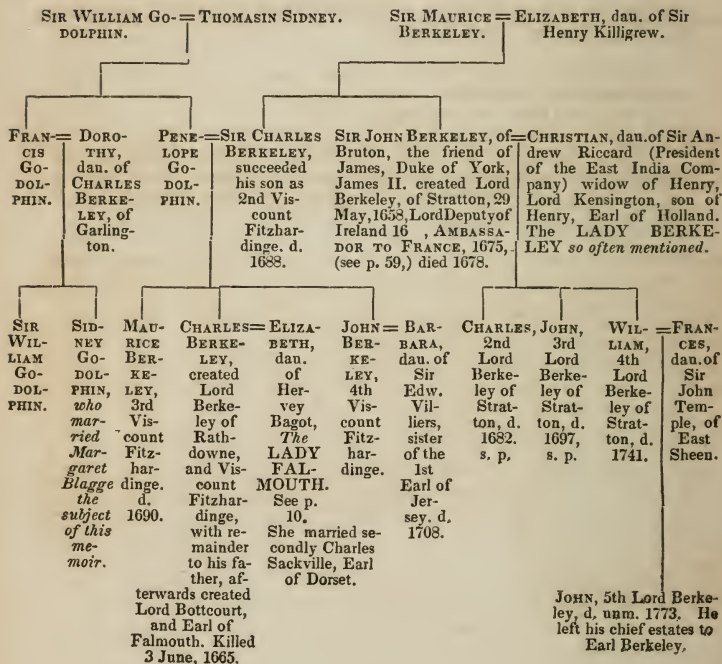 SIR WILLIAM GO-
DOLPHIN.
=THOMASIN SIDNEY.
SIR MAURICE
BERKELEY.
=ELIZABETH, dau. of Sir
Henry Killigrew.
FRAN-
CIS
GO-
DOL-
PHIN.
=DORO-
THY,
dau. of
CHARLES
BERKE-
LEY, of
Garling-
ton.
PENE-
LOPE
GO-
DOL-
PHIN.
=SIR CHARLES
BERKELEY,
succeeded
his son as
2nd Vis-
count
Fitzhar-
dinge. d.
1688.
SIR JOHN BERKELEY, of
Bruton, the friend of
James, Duke of York,
James II. created Lord
Berkeley, of Stratton, 29
May, 1658, Lord Deputy of
Ireland 16 , AMBASSA-
DOR TO FRANCE, 1675,
(see p. 59,) died 1678.
=CHRISTIAN, dau. of Sir An-
drew Riccard (President
of the East India Com-
pany) widow of Henry,
Lord Kensington, son of
Henry, Earl of Holland.
The LADY BERKE-
LEY so often mentioned.
SIR
WIL-
LIAM
GO-
DOL-
PHIN.
SID-
NEY
GO-
DOL-
PHIN,
who
mar-
ried
Mar-
garet
Blagge
the
subject
of this
me-
moir.
MAU-
RICE
BER-
KE-
LEY,
3rd
Vis-
count
Fitz-
har-
dinge.
d.
1690.
CHARLES
BERKE-
LEY,
created
Lord
Berke-
ley of
Rath-
downe,
and Vis-
count
Fitzhar-
dinge,
with re-
mainder
to his fa-
ther, af-
terwards created
Lord Bottcourt,
and Earl of
Falmouth. Killed
3 June, 1665.
=ELIZA-
BETH,
dau.
of
Her-
vey
Bagot,
The
LADY
FAL-
MOUTH.
See p.
10.
She married se-
condly Charles
Sackville, Earl
of Dorset.
JOHN
BER-
KE-
LEY,
4th
Vis-
count
Fitz-
har-
dinge.
=BAR-
BARA,
dau. of
Sir
Edw.
Vil-
liers,
sister
of the
1st
Earl of
Jer-
sey. d.
1708.
CHARLES,
2nd
Lord
Berke-
ley of
Strat-
ton, d.
1682.
s. p.
JOHN,
3rd
Lord
Berke-
ley of
Strat-
ton, d.
1697,
s. p.
WIL-
LIAM,
4th
Lord
Berke-
ley of
Strat-
ton, d.
1741.
=FRAN-
CES,
dau. of
Sir
John
Tem-
ple, of
East
Sheen.
JOHN, 5th Lord Berke-
ley, d. unm. 1773. He
left his chief estates to
Earl Berkeley.